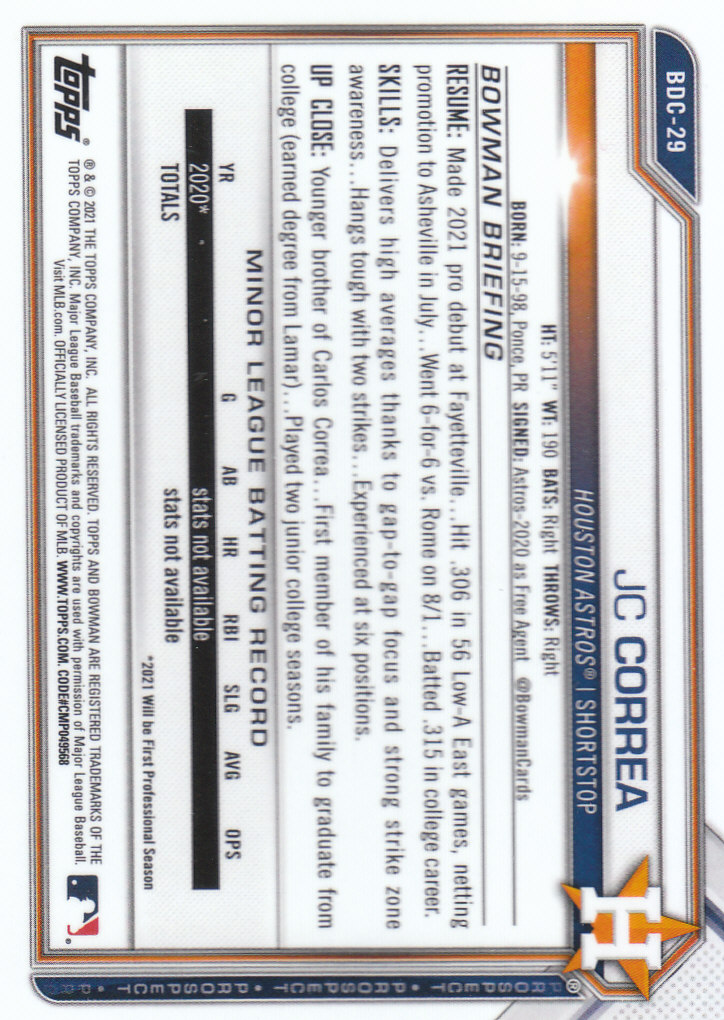 BDC-29
JC CORREA
HOUSTON ASTROS® | SHORTSTOP
HT: 5'11" WT: 190 BATS: Right THROWS: Right
BORN: 9-15-98, Ponce, PR SIGNED: Astros-2020 as Free Agent @BowmanCards
BOWMAN BRIEFING
RESUME: Made 2021 pro debut at Fayetteville...Hit .306 in 56 Low-A East games, netting
promotion to Asheville in July...Went 6-for-6 vs. Rome on 8/1...Batted .315 in college career.
SKILLS: Delivers high averages thanks to gap-to-gap focus and strong strike zone
awareness...Hangs tough with two strikes...Experienced at six positions.
UP CLOSE: Younger brother of Carlos Correa...First member of his family to graduate from
college (earned degree from Lamar)...Played two junior college seasons.
MINOR LEAGUE BATTING RECORD
YR G AB HR RBI SLG AVG OPS
2020* stats not available
TOTALS stats not available
*2021 Will be First Professional Season
topps®
® & © 2021 THE TOPPS COMPANY, INC. ALL RIGHTS RESERVED. TOPPS AND BOWMAN ARE REGISTERED TRADEMARKS OF THE
TOPPS COMPANY, INC. Major League Baseball trademarks and copyrights are used with permission of Major League Baseball.
Visit MLB.com. OFFICIALLY LICENSED PRODUCT OF MLB. WWW.TOPPS.COM. CODE#CMP049568
H
®
PROSPECT • PROSPECT • PROSPECT • PR